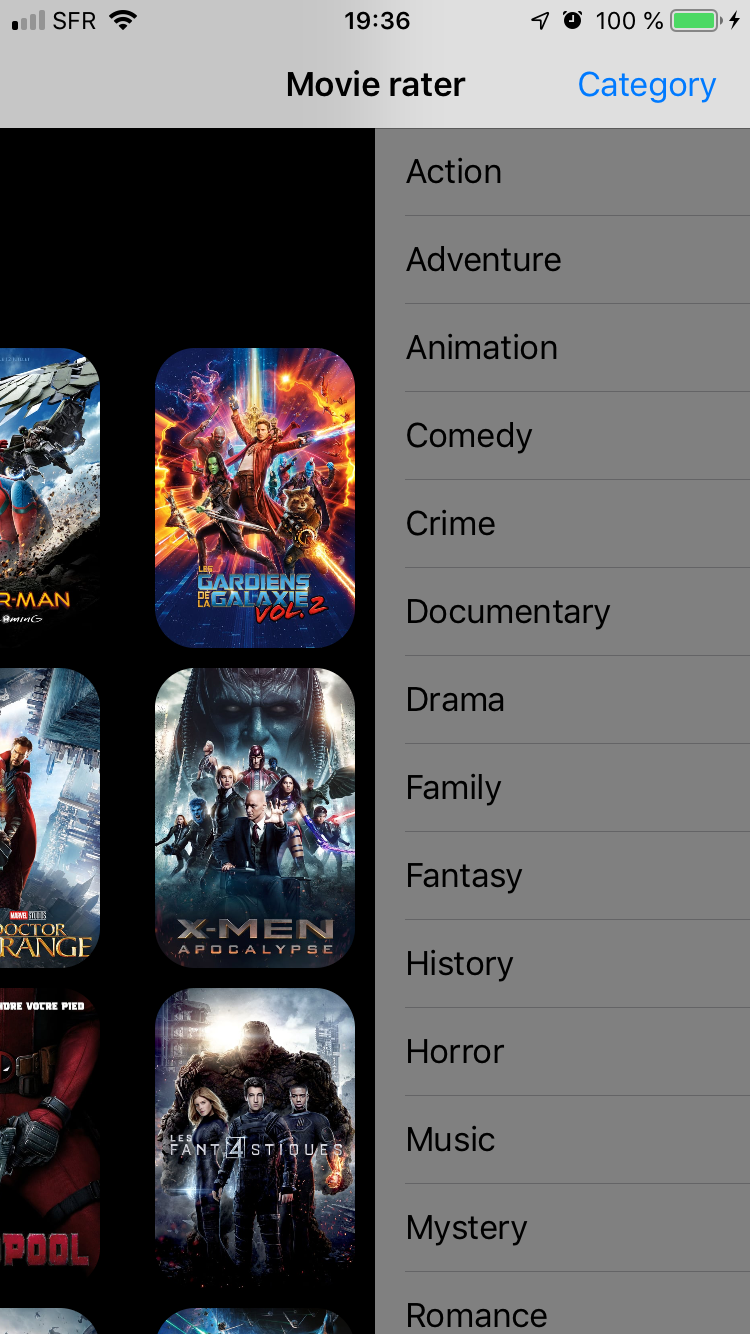 SFR
19:36
100 %
Movie rater
Category
Action
Adventure
Animation
Comedy
Crime
Documentary
Drama
Family
Fantasy
History
Horror
Music
Mystery
Romance
R-MAN
OMING
LES
GARDIENS
DE LA GALAXIE
VOL. 2
MARVEL STUDIOS
DOCTOR
RANGE
X-MEN
APOCALYPSE
NDRE VOTRE PIED
POOL
LES
FANT4STIQUES